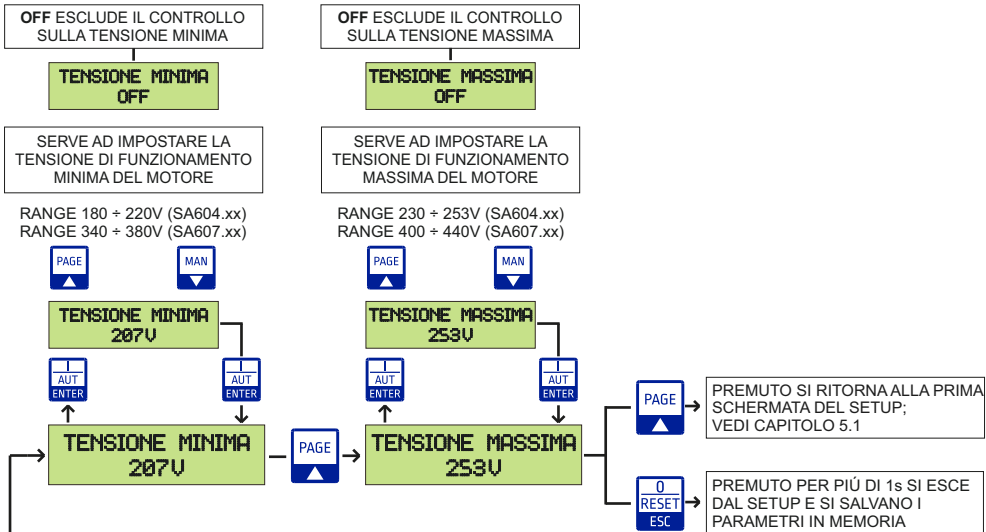 OFF ESCLUDE IL CONTROLLO
SULLA TENSIONE MINIMA
TENSIONE MINIMA
OFF
SERVE AD IMPOSTARE LA
TENSIONE DI FUNZIONAMENTO
MINIMA DEL MOTORE
RANGE 180 ÷ 220V (SA604.xx)
RANGE 340 ÷ 380V (SA607.xx)
PAGE
MAN
TENSIONE MINIMA
207V
I
AUT
ENTER
I
AUT
ENTER
TENSIONE MINIMA
207V
PAGE
OFF ESCLUDE IL CONTROLLO
SULLA TENSIONE MASSIMA
TENSIONE MASSIMA
OFF
SERVE AD IMPOSTARE LA
TENSIONE DI FUNZIONAMENTO
MASSIMA DEL MOTORE
RANGE 230 ÷ 253V (SA604.xx)
RANGE 400 ÷ 440V (SA607.xx)
PAGE
MAN
TENSIONE MASSIMA
253V
I
AUT
ENTER
I
AUT
ENTER
TENSIONE MASSIMA
253V
PAGE
PREMUTO SI RITORNA ALLA PRIMA
SCHERMATA DEL SETUP;
VEDI CAPITOLO 5.1
0
RESET
ESC
PREMUTO PER PIÚ DI 1s SI ESCE
DAL SETUP E SI SALVANO I
PARAMETRI IN MEMORIA